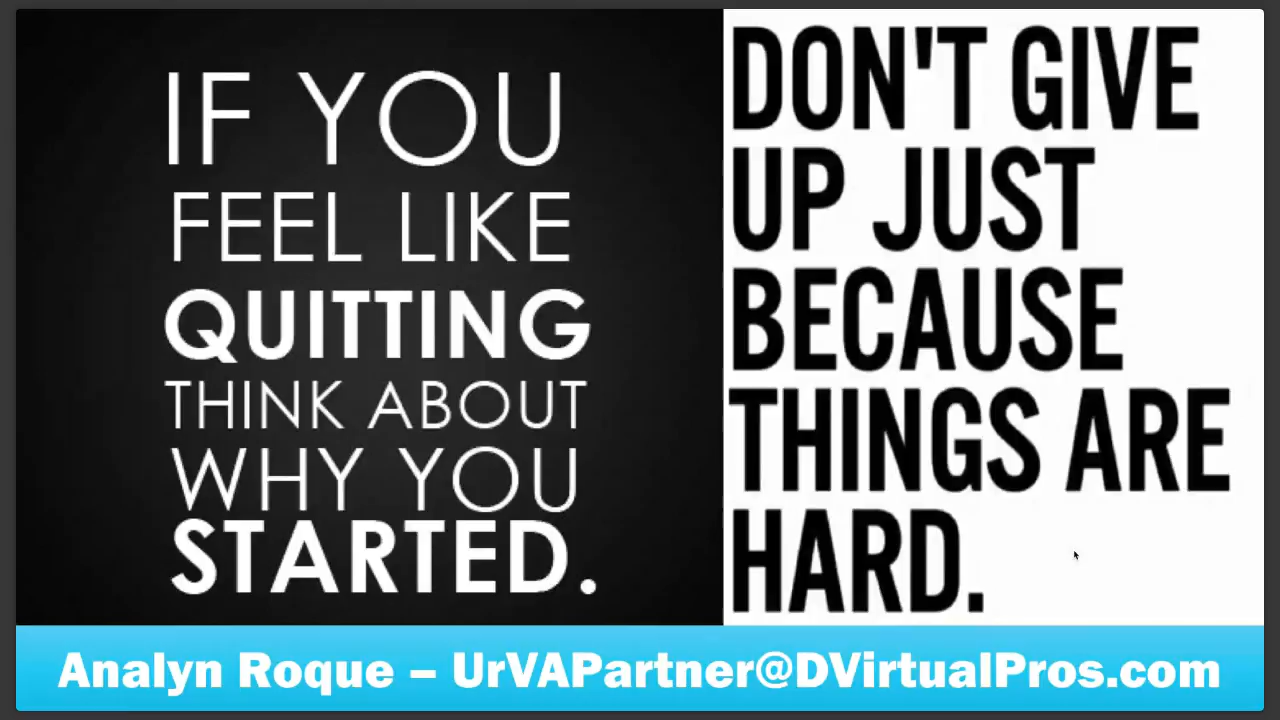 IF YOU
FEEL LIKE
QUITTING
THINK ABOUT
WHY YOU
STARTED.
DON'T GIVE
UP JUST
BECAUSE
THINGS ARE
HARD.
Analyn Roque – UrVAPartner@DVirtualPros.com